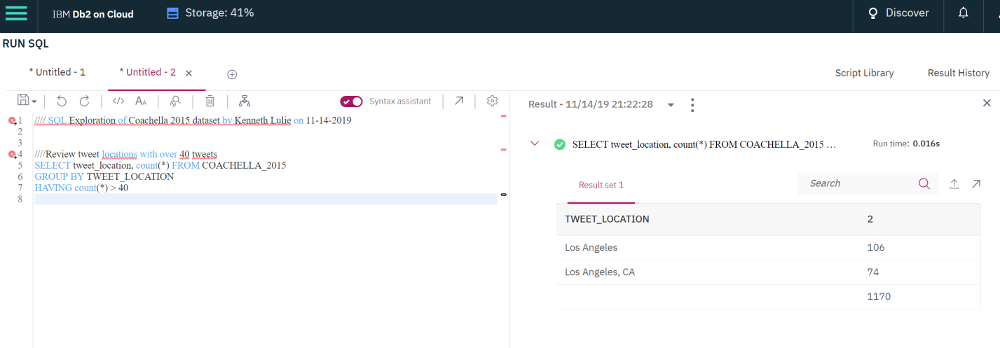 IBM Db2 on Cloud
Storage: 41%
Discover
RUN SQL
* Untitled - 1
* Untitled - 2
Script Library
Result History
</>
AA
Syntax assistant
Result - 11/14/19 21:22:28
1 //// SQL Exploration of Coachella 2015 dataset by Kenneth Lulie on 11-14-2019
2
3
4 ////Review tweet locations with over 40 tweets
5 SELECT tweet_location, count(*) FROM COACHELLA_2015
6 GROUP BY TWEET_LOCATION
7 HAVING count(*) > 40
8
SELECT tweet_location, count(*) FROM COACHELLA_2015 ...
Run time: 0.016s
Result set 1
Search
TWEET_LOCATION 2
Los Angeles 106
Los Angeles, CA 74
1170